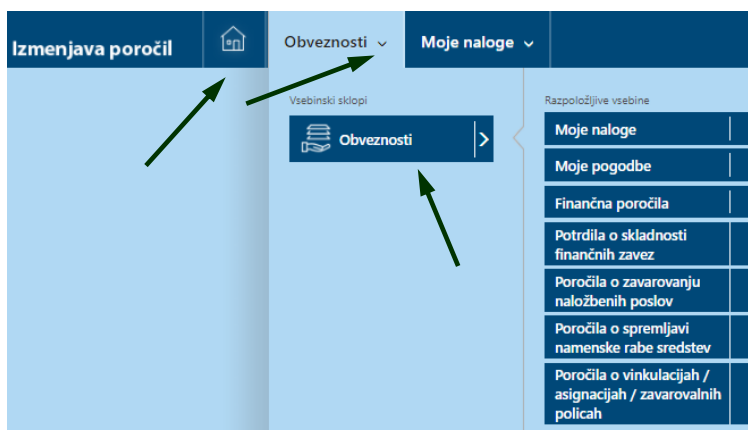 Izmenjava poročil
Obveznosti
Moje naloge
Vsebinski sklopi
Obveznosti
Razpoložljive vsebine
Moje naloge
Moje pogodbe
Finančna poročila
Potrdila o skladnosti
finančnih zavez
Poročila o zavarovanju
naložbenih poslov
Poročila o spremljavi
namenske rabe sredstev
Poročila o vinkulacijah /
asignacijah / zavarovalnih
policah